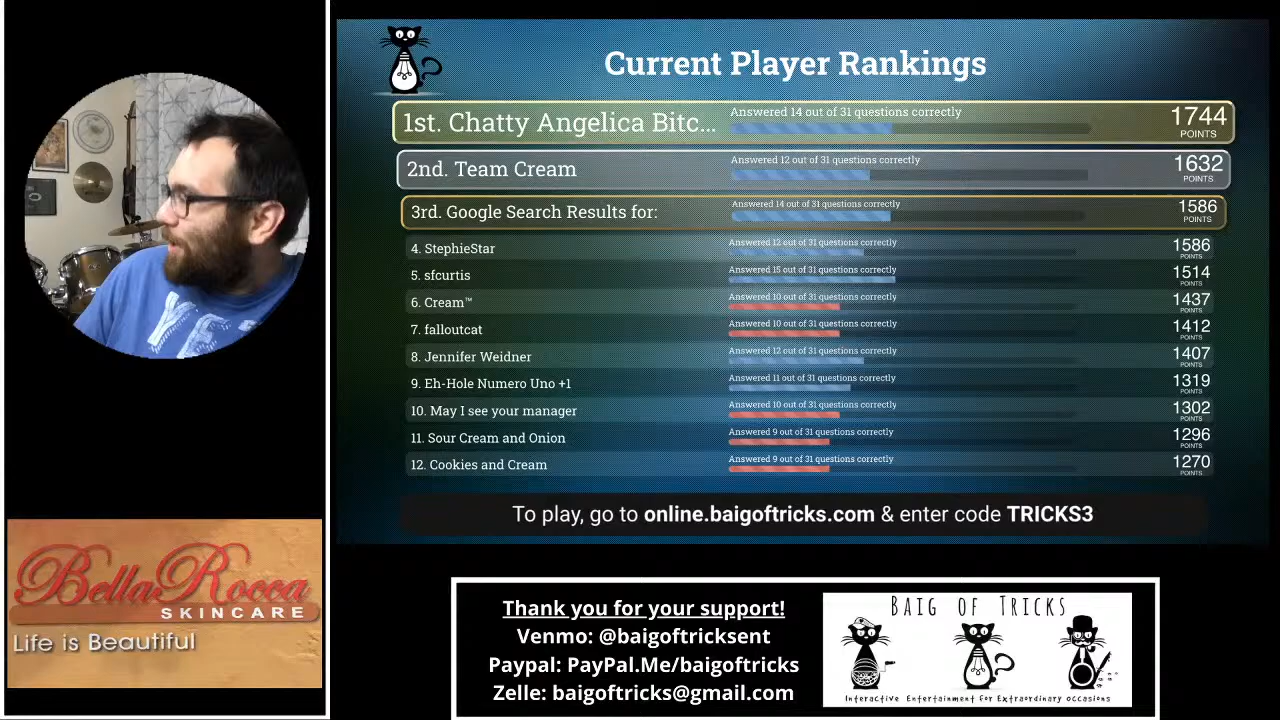 Current Player Rankings
1st. Chatty Angelica Bitc...
Answered 14 out of 31 questions correctly
1744
POINTS
2nd. Team Cream
Answered 12 out of 31 questions correctly
1632
POINTS
3rd. Google Search Results for:
Answered 14 out of 31 questions correctly
1586
POINTS
4. StephieStar
Answered 12 out of 31 questions correctly
1586
POINTS
5. sfcurtis
Answered 15 out of 31 questions correctly
1514
POINTS
6. Cream™
Answered 10 out of 31 questions correctly
1437
POINTS
7. falloutcat
Answered 10 out of 31 questions correctly
1412
POINTS
8. Jennifer Weidner
Answered 12 out of 31 questions correctly
1407
POINTS
9. Eh-Hole Numero Uno +1
Answered 11 out of 31 questions correctly
1319
POINTS
10. May I see your manager
Answered 10 out of 31 questions correctly
1302
POINTS
11. Sour Cream and Onion
Answered 9 out of 31 questions correctly
1296
POINTS
12. Cookies and Cream
Answered 9 out of 31 questions correctly
1270
POINTS
To play, go to online.baigoftricks.com & enter code TRICKS3
BellaRocca
SKINCARE
Life is Beautiful
Thank you for your support!
Venmo: @baigoftricksent
Paypal: PayPal.Me/baigoftricks
Zelle: baigoftricks@gmail.com
BAIG OF TRICKS
Interactive Entertainment for Extraordinary occasions